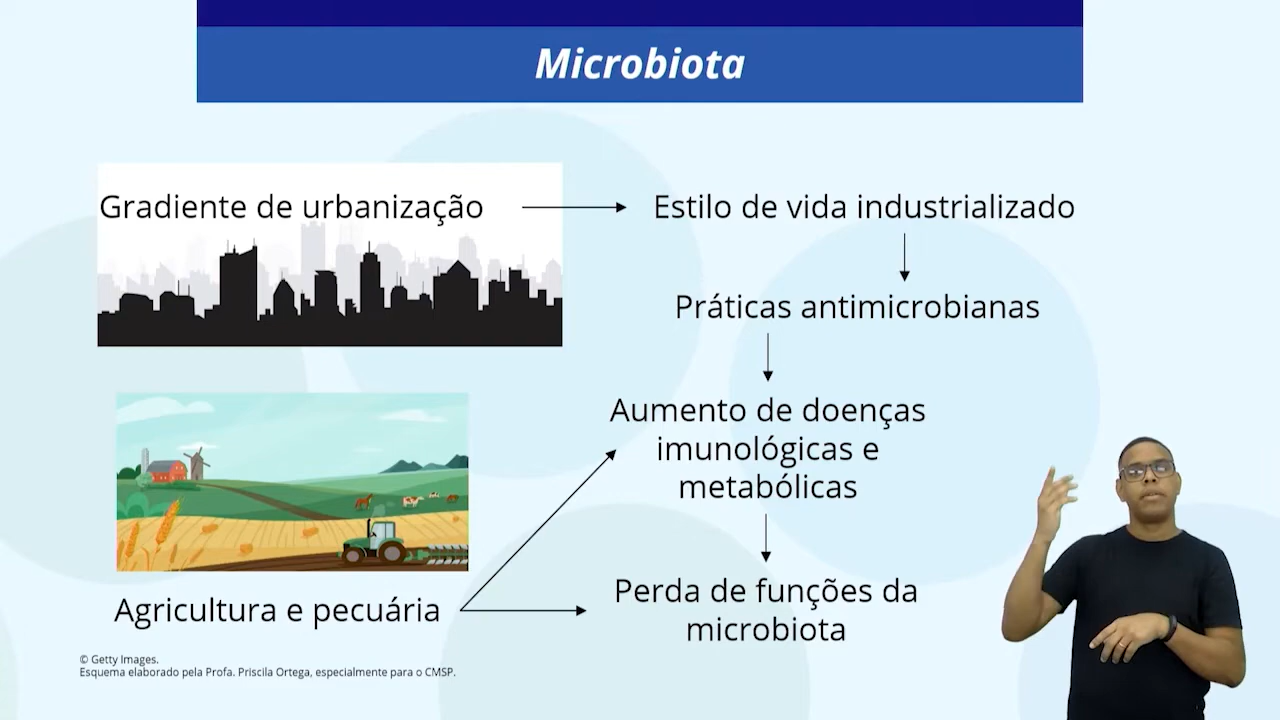 Microbiota
Gradiente de urbanização
Estilo de vida industrializado
Práticas antimicrobianas
Aumento de doenças
imunológicas e
metabólicas
Agricultura e pecuária
Perda de funções da
microbiota
© Getty Images.
Esquema elaborado pela Profa. Priscila Ortega, especialmente para o CMSP.